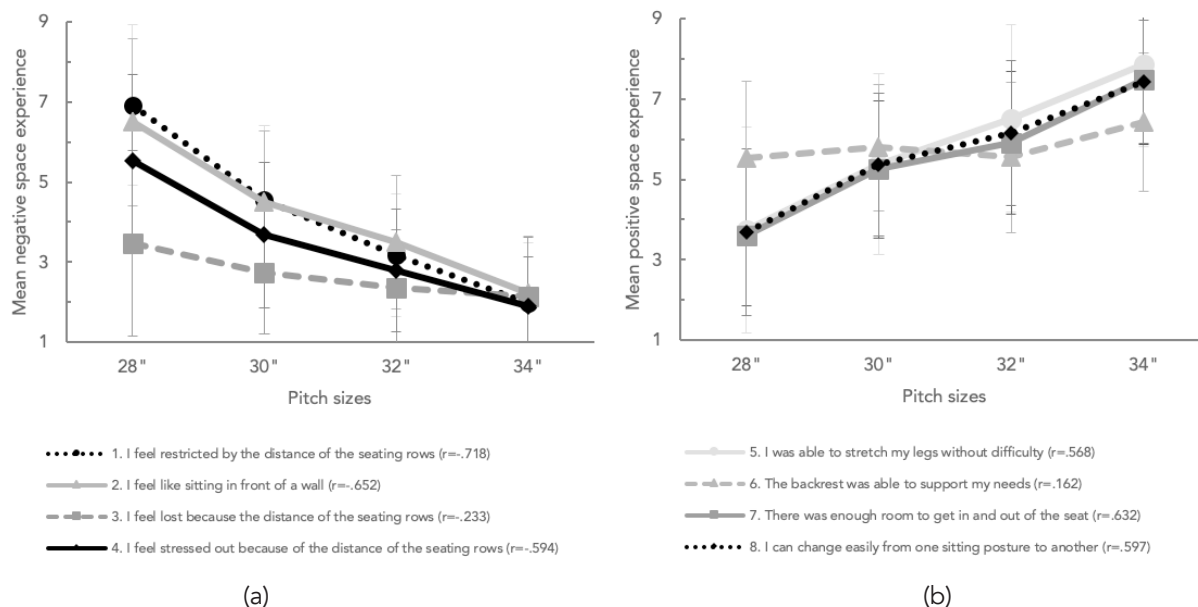 Mean negative space experience
9
7
5
3
1
28"
30"
32"
34"
Pitch sizes
1. I feel restricted by the distance of the seating rows (r=-.718)
2. I feel like sitting in front of a wall (r=-.652)
3. I feel lost because the distance of the seating rows (r=-.233)
4. I feel stressed out because of the distance of the seating rows (r=-.594)
(a)
Mean positive space experience
9
7
5
3
1
28"
30"
32"
34"
Pitch sizes
5. I was able to stretch my legs without difficulty (r=.568)
6. The backrest was able to support my needs (r=.162)
7. There was enough room to get in and out of the seat (r=.632)
8. I can change easily from one sitting posture to another (r=.597)
(b)